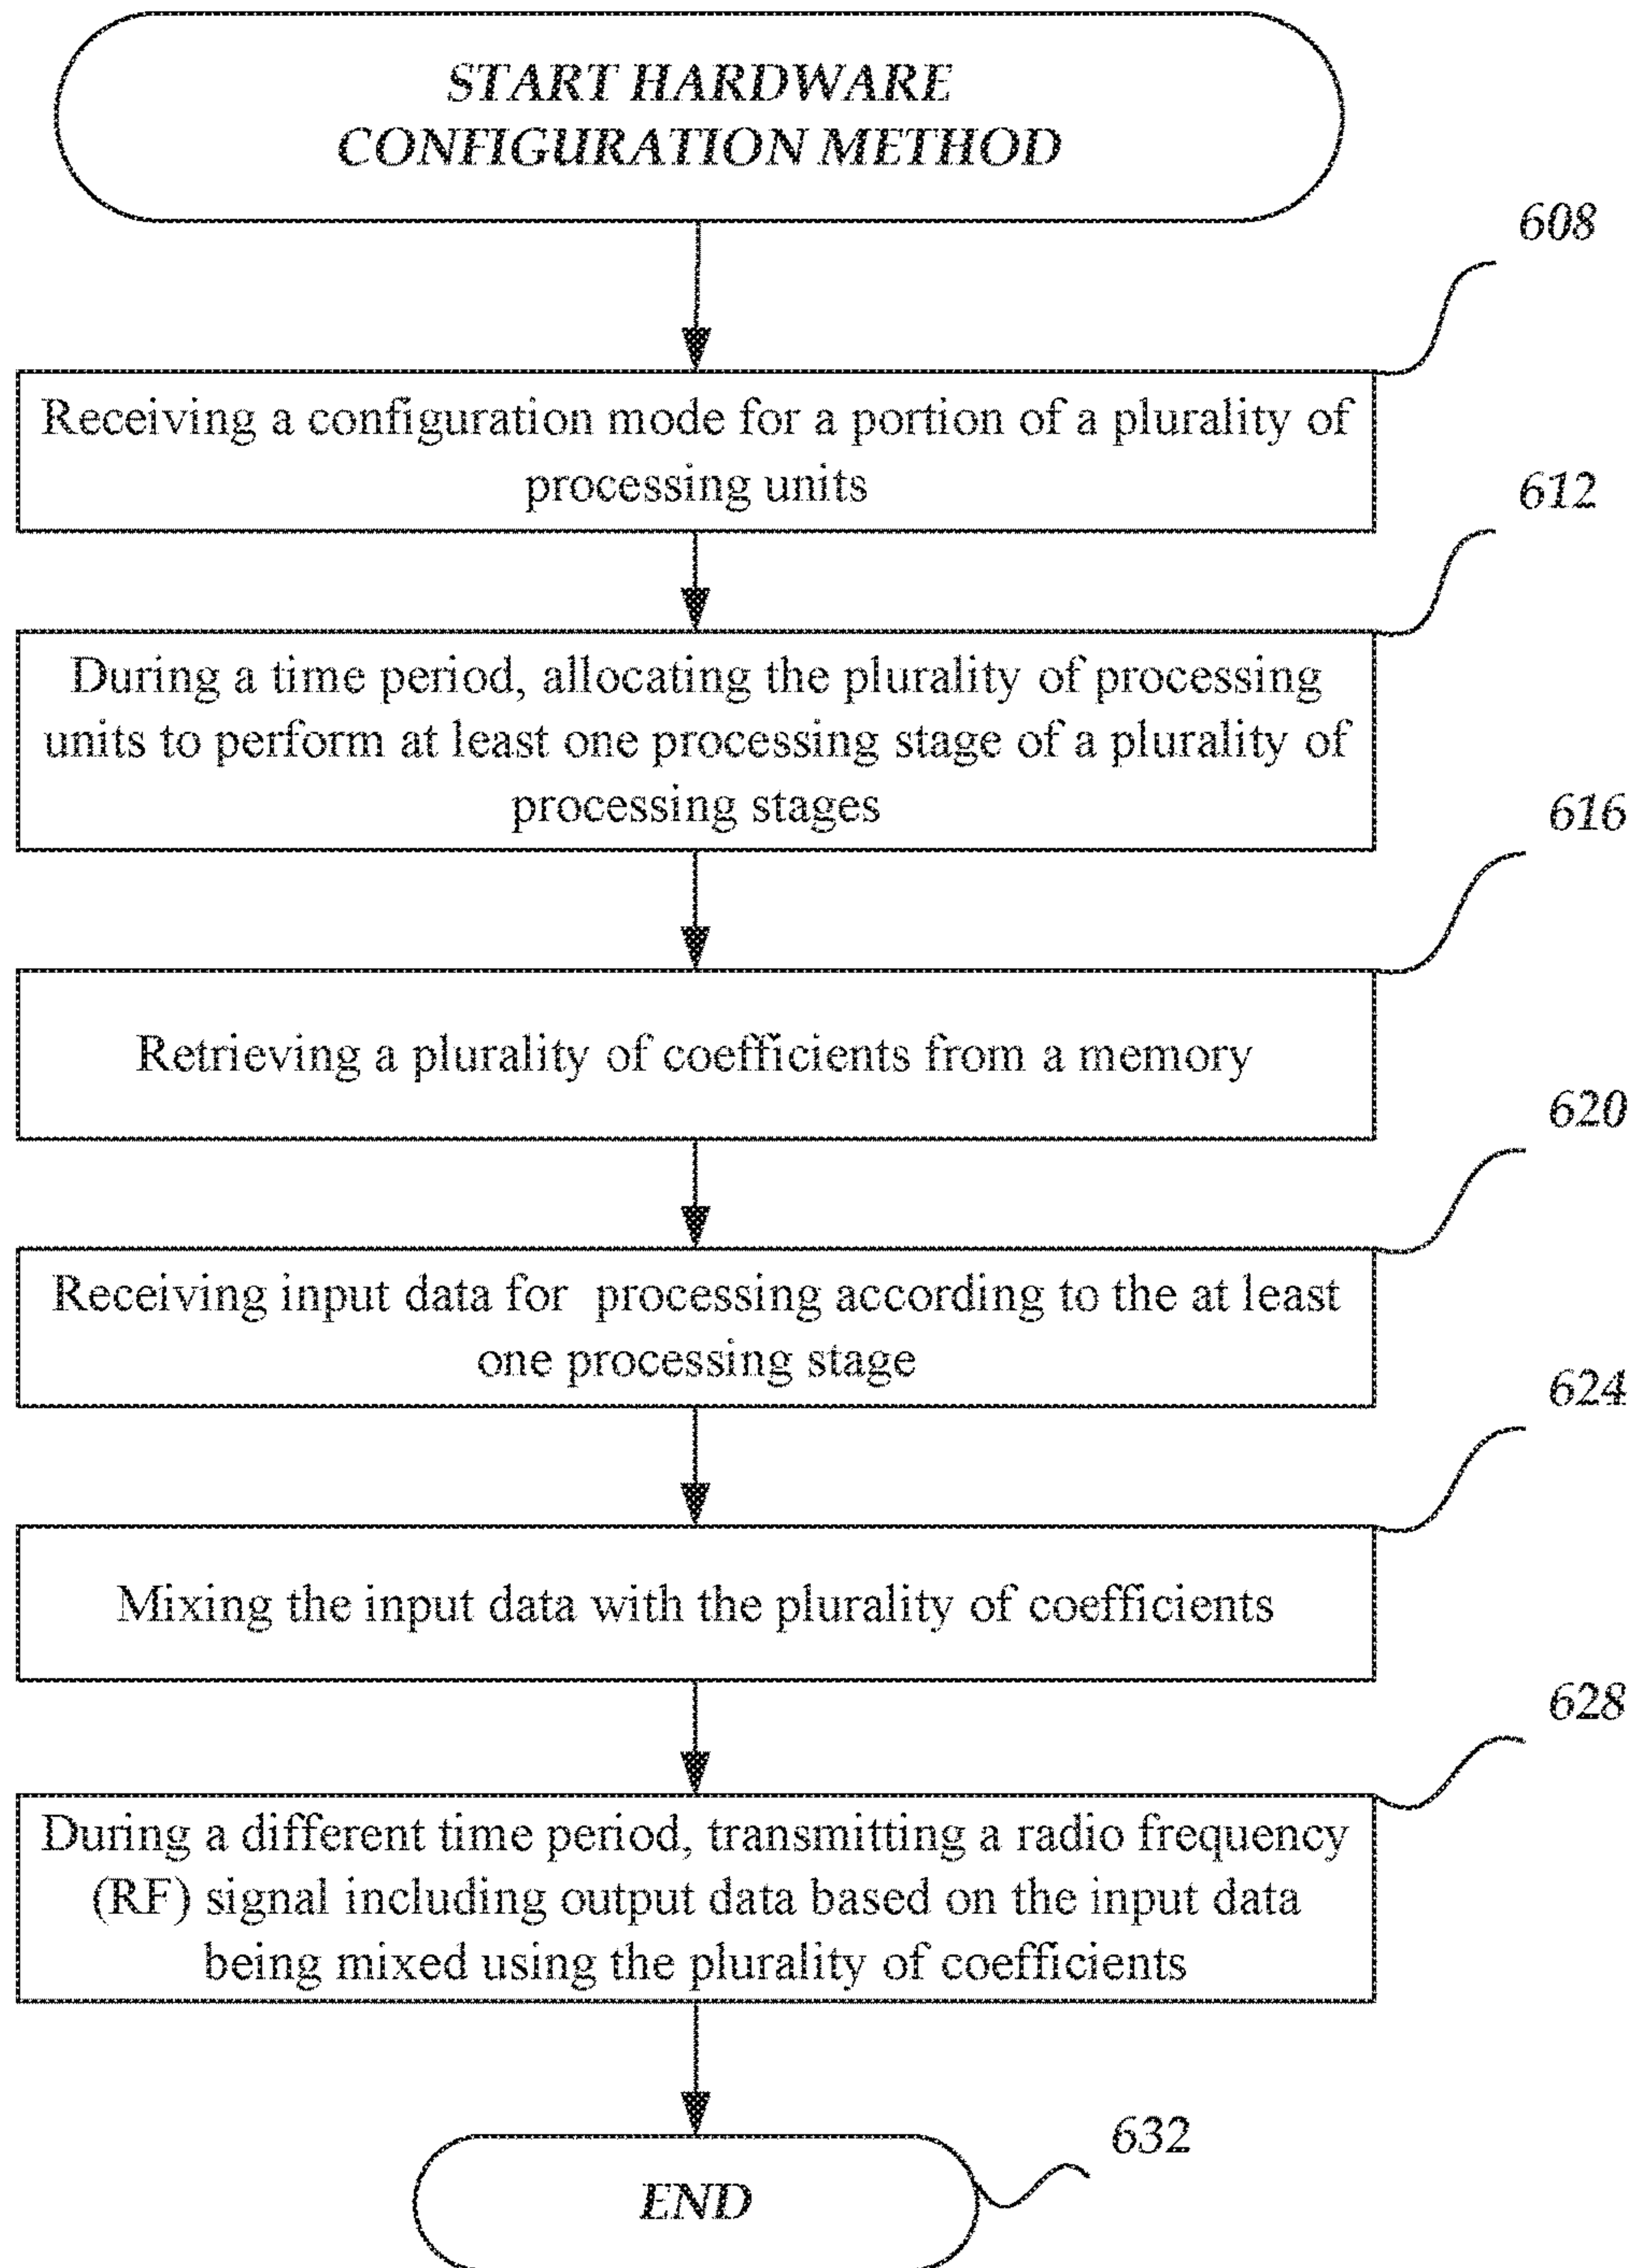 START HARDWARE
CONFIGURATION METHOD
608
Receiving a configuration mode for a portion of a plurality of
processing units
612
During a time period, allocating the plurality of processing
units to perform at least one processing stage of a plurality of
processing stages
616
Retrieving a plurality of coefficients from a memory
620
Receiving input data for processing according to the at least
one processing stage
624
Mixing the input data with the plurality of coefficients
628
During a different time period, transmitting a radio frequency
(RF) signal including output data based on the input data
being mixed using the plurality of coefficients
632
END